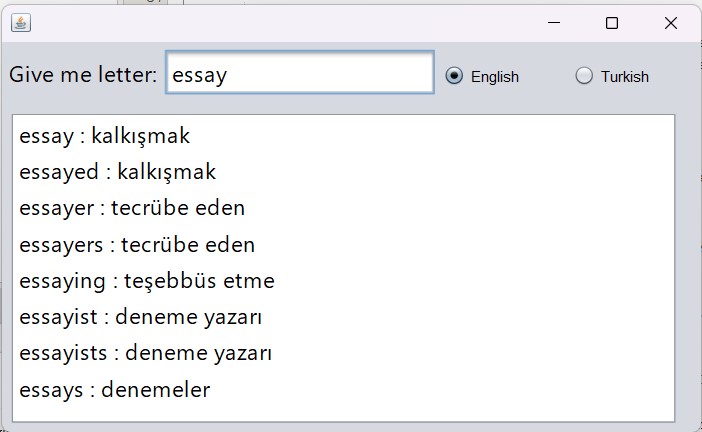 Give me letter: essay English Turkish
essay : kalkışmak
essayed : kalkışmak
essayer : tecrübe eden
essayers : tecrübe eden
essaying : teşebbüs etme
essayist : deneme yazarı
essayists : deneme yazarı
essays : denemeler